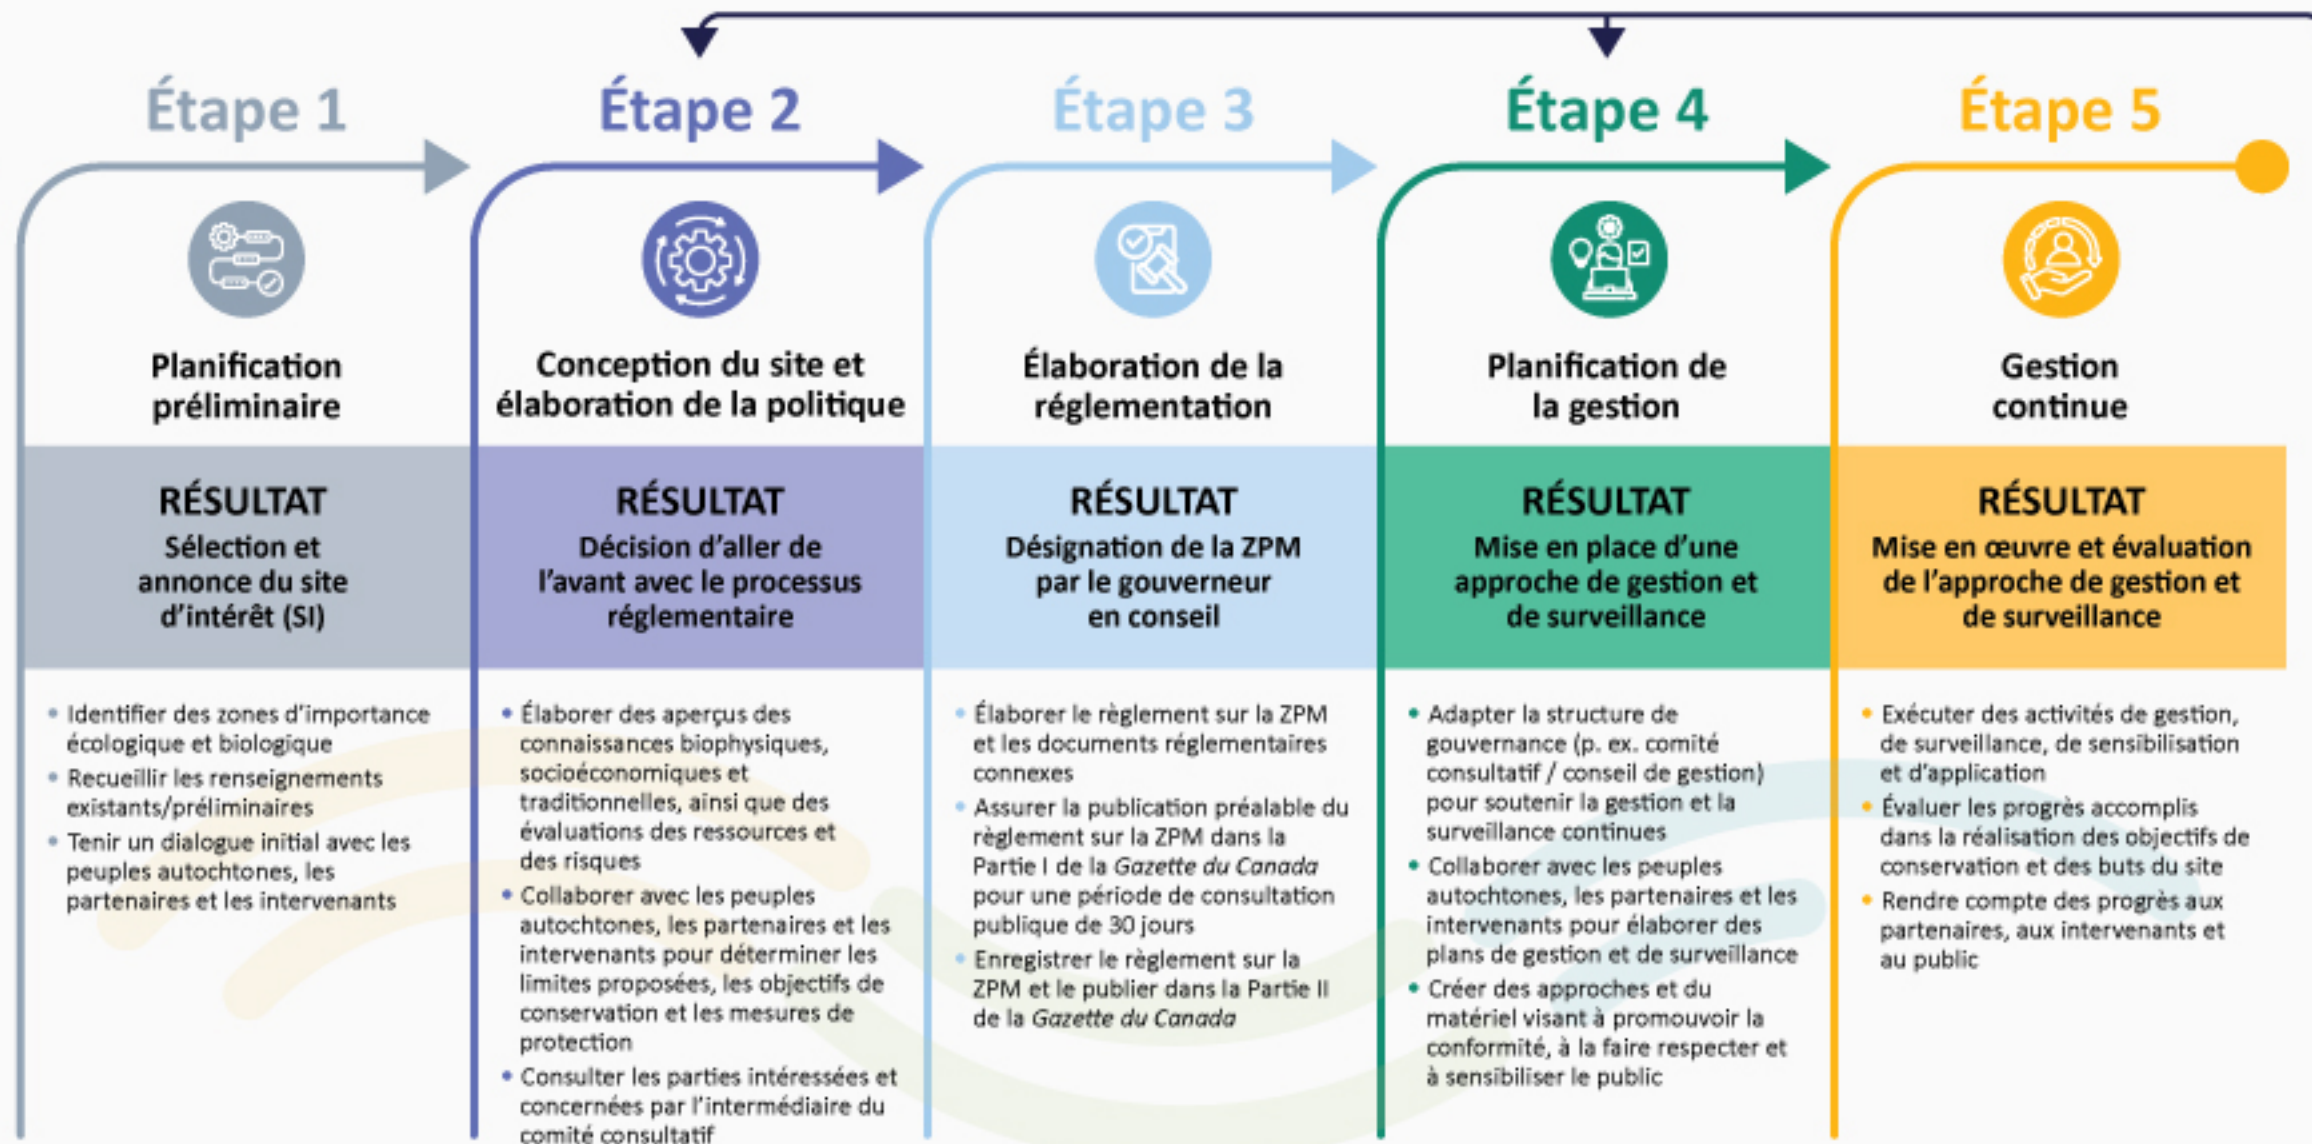 Étape 1
Planification
préliminaire
RÉSULTAT
Sélection et
annonce du site
d'intérêt (SI)
• Identifier des zones d'importance
écologique et biologique
• Recueillir les renseignements
existants/préliminaires
• Tenir un dialogue initial avec les
peuples autochtones, les
partenaires et les intervenants
Étape 2
Conception du site et
élaboration de la politique
RÉSULTAT
Décision d'aller de
l'avant avec le processus
réglementaire
• Élaborer des aperçus des
connaissances biophysiques,
socioéconomiques et
traditionnelles, ainsi que des
évaluations des ressources et
des risques
• Collaborer avec les peuples
autochtones, les partenaires et les
intervenants pour déterminer les
limites proposées, les objectifs de
conservation et les mesures de
protection
• Consulter les parties intéressées et
concernées par l'intermédiaire du
comité consultatif
Étape 3
Élaboration de la
réglementation
RÉSULTAT
Désignation de la ZPM
par le gouverneur
en conseil
• Élaborer le règlement sur la ZPM
et les documents réglementaires
connexes
• Assurer la publication préalable du
règlement sur la ZPM dans la
Partie I de la Gazette du Canada
pour une période de consultation
publique de 30 jours
• Enregistrer le règlement sur la
ZPM et le publier dans la Partie II
de la Gazette du Canada
Étape 4
Planification de
la gestion
RÉSULTAT
Mise en place d'une
approche de gestion et
de surveillance
• Adapter la structure de
gouvernance (p. ex. comité
consultatif / conseil de gestion)
pour soutenir la gestion et la
surveillance continues
• Collaborer avec les peuples
autochtones, les partenaires et les
intervenants pour élaborer des
plans de gestion et de surveillance
• Créer des approches et du
matériel visant à promouvoir la
conformité, à la faire respecter et
à sensibiliser le public
Étape 5
Gestion
continue
RÉSULTAT
Mise en œuvre et évaluation
de l'approche de gestion et
de surveillance
• Exécuter des activités de gestion,
de surveillance, de sensibilisation
et d'application
• Évaluer les progrès accomplis
dans la réalisation des objectifs de
conservation et des buts du site
• Rendre compte des progrès aux
partenaires, aux intervenants et
au public